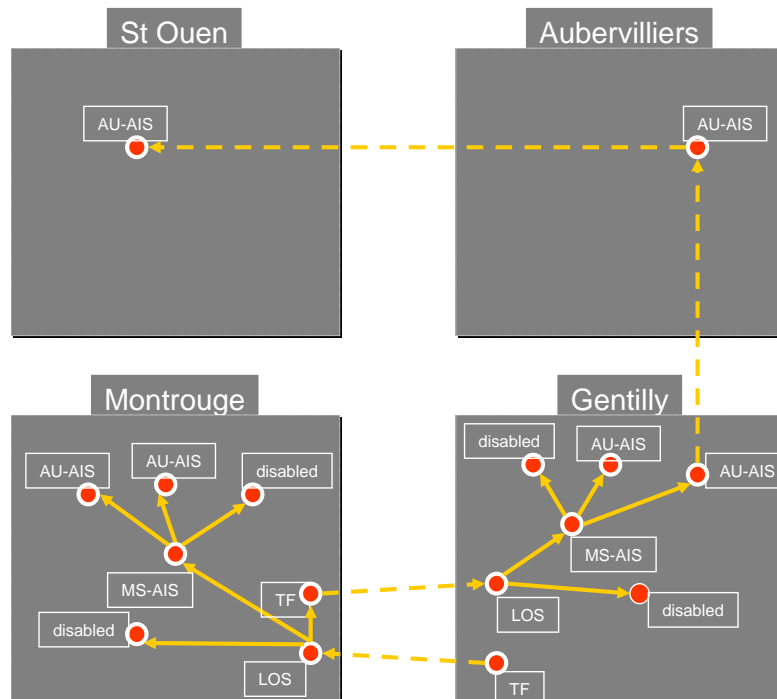 St Ouen
Aubervilliers
AU-AIS
AU-AIS
Montrouge
Gentilly
AU-AIS
AU-AIS
disabled
MS-AIS
TF
disabled
LOS
disabled
AU-AIS
AU-AIS
MS-AIS
LOS
disabled
TF